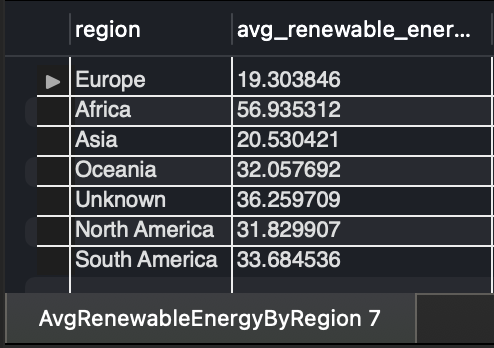 region avg_renewable_ener...
Europe 19.303846
Africa 56.935312
Asia 20.530421
Oceania 32.057692
Unknown 36.259709
North America 31.829907
South America 33.684536
AvgRenewableEnergyByRegion 7